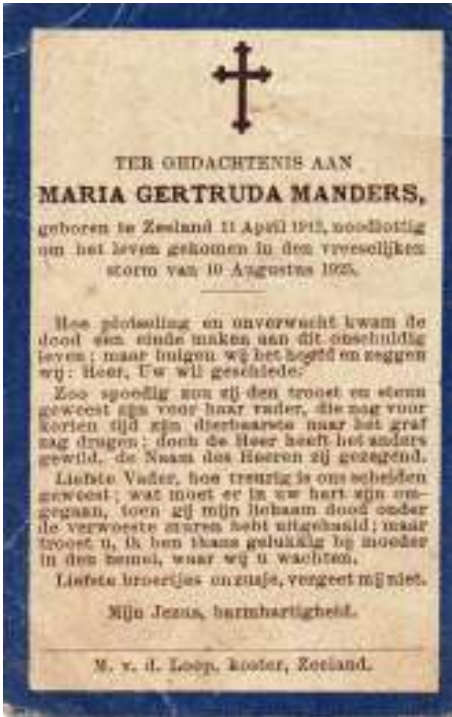 TER GEDACHTENIS AAN
MARIA GERTRUDA MANDERS,
geboren te Zeeland 11 April 1912, noodlottig
om het leven gekomen in den vreeselijken
storm van 10 Augustus 1925.
Hoe plotseling en onverwacht kwam de
dood een einde maken aan dit onschuldig
leven; maar buigen wij het hoofd en zeggen
wij: Heer, Uw wil geschiede.
Zoo spoedig zou zij den troost en steun
geweest zijn voor haar vader, die nog voor
korten tijd zijn dierbaarste naar het graf
zag dragen; doch de Heer heeft het anders
gewild, de Naam des Heeren zij gezegend.
Liefste Vader, hoe treurig is ons scheiden
geweest; wat moet er in uw hart zijn om-
gegaan, toen gij mijn lichaam dood onder
de verwoeste muren hebt uitgehaald; maar
troost u, ik ben thans gelukkig bij moeder
in den hemel, waar wij u wachten.
Liefste broertjes en zusje, vergeet mij niet.
Mijn Jezus, barmhartigheid.
M. v. d. Loop, koster, Zeeland.